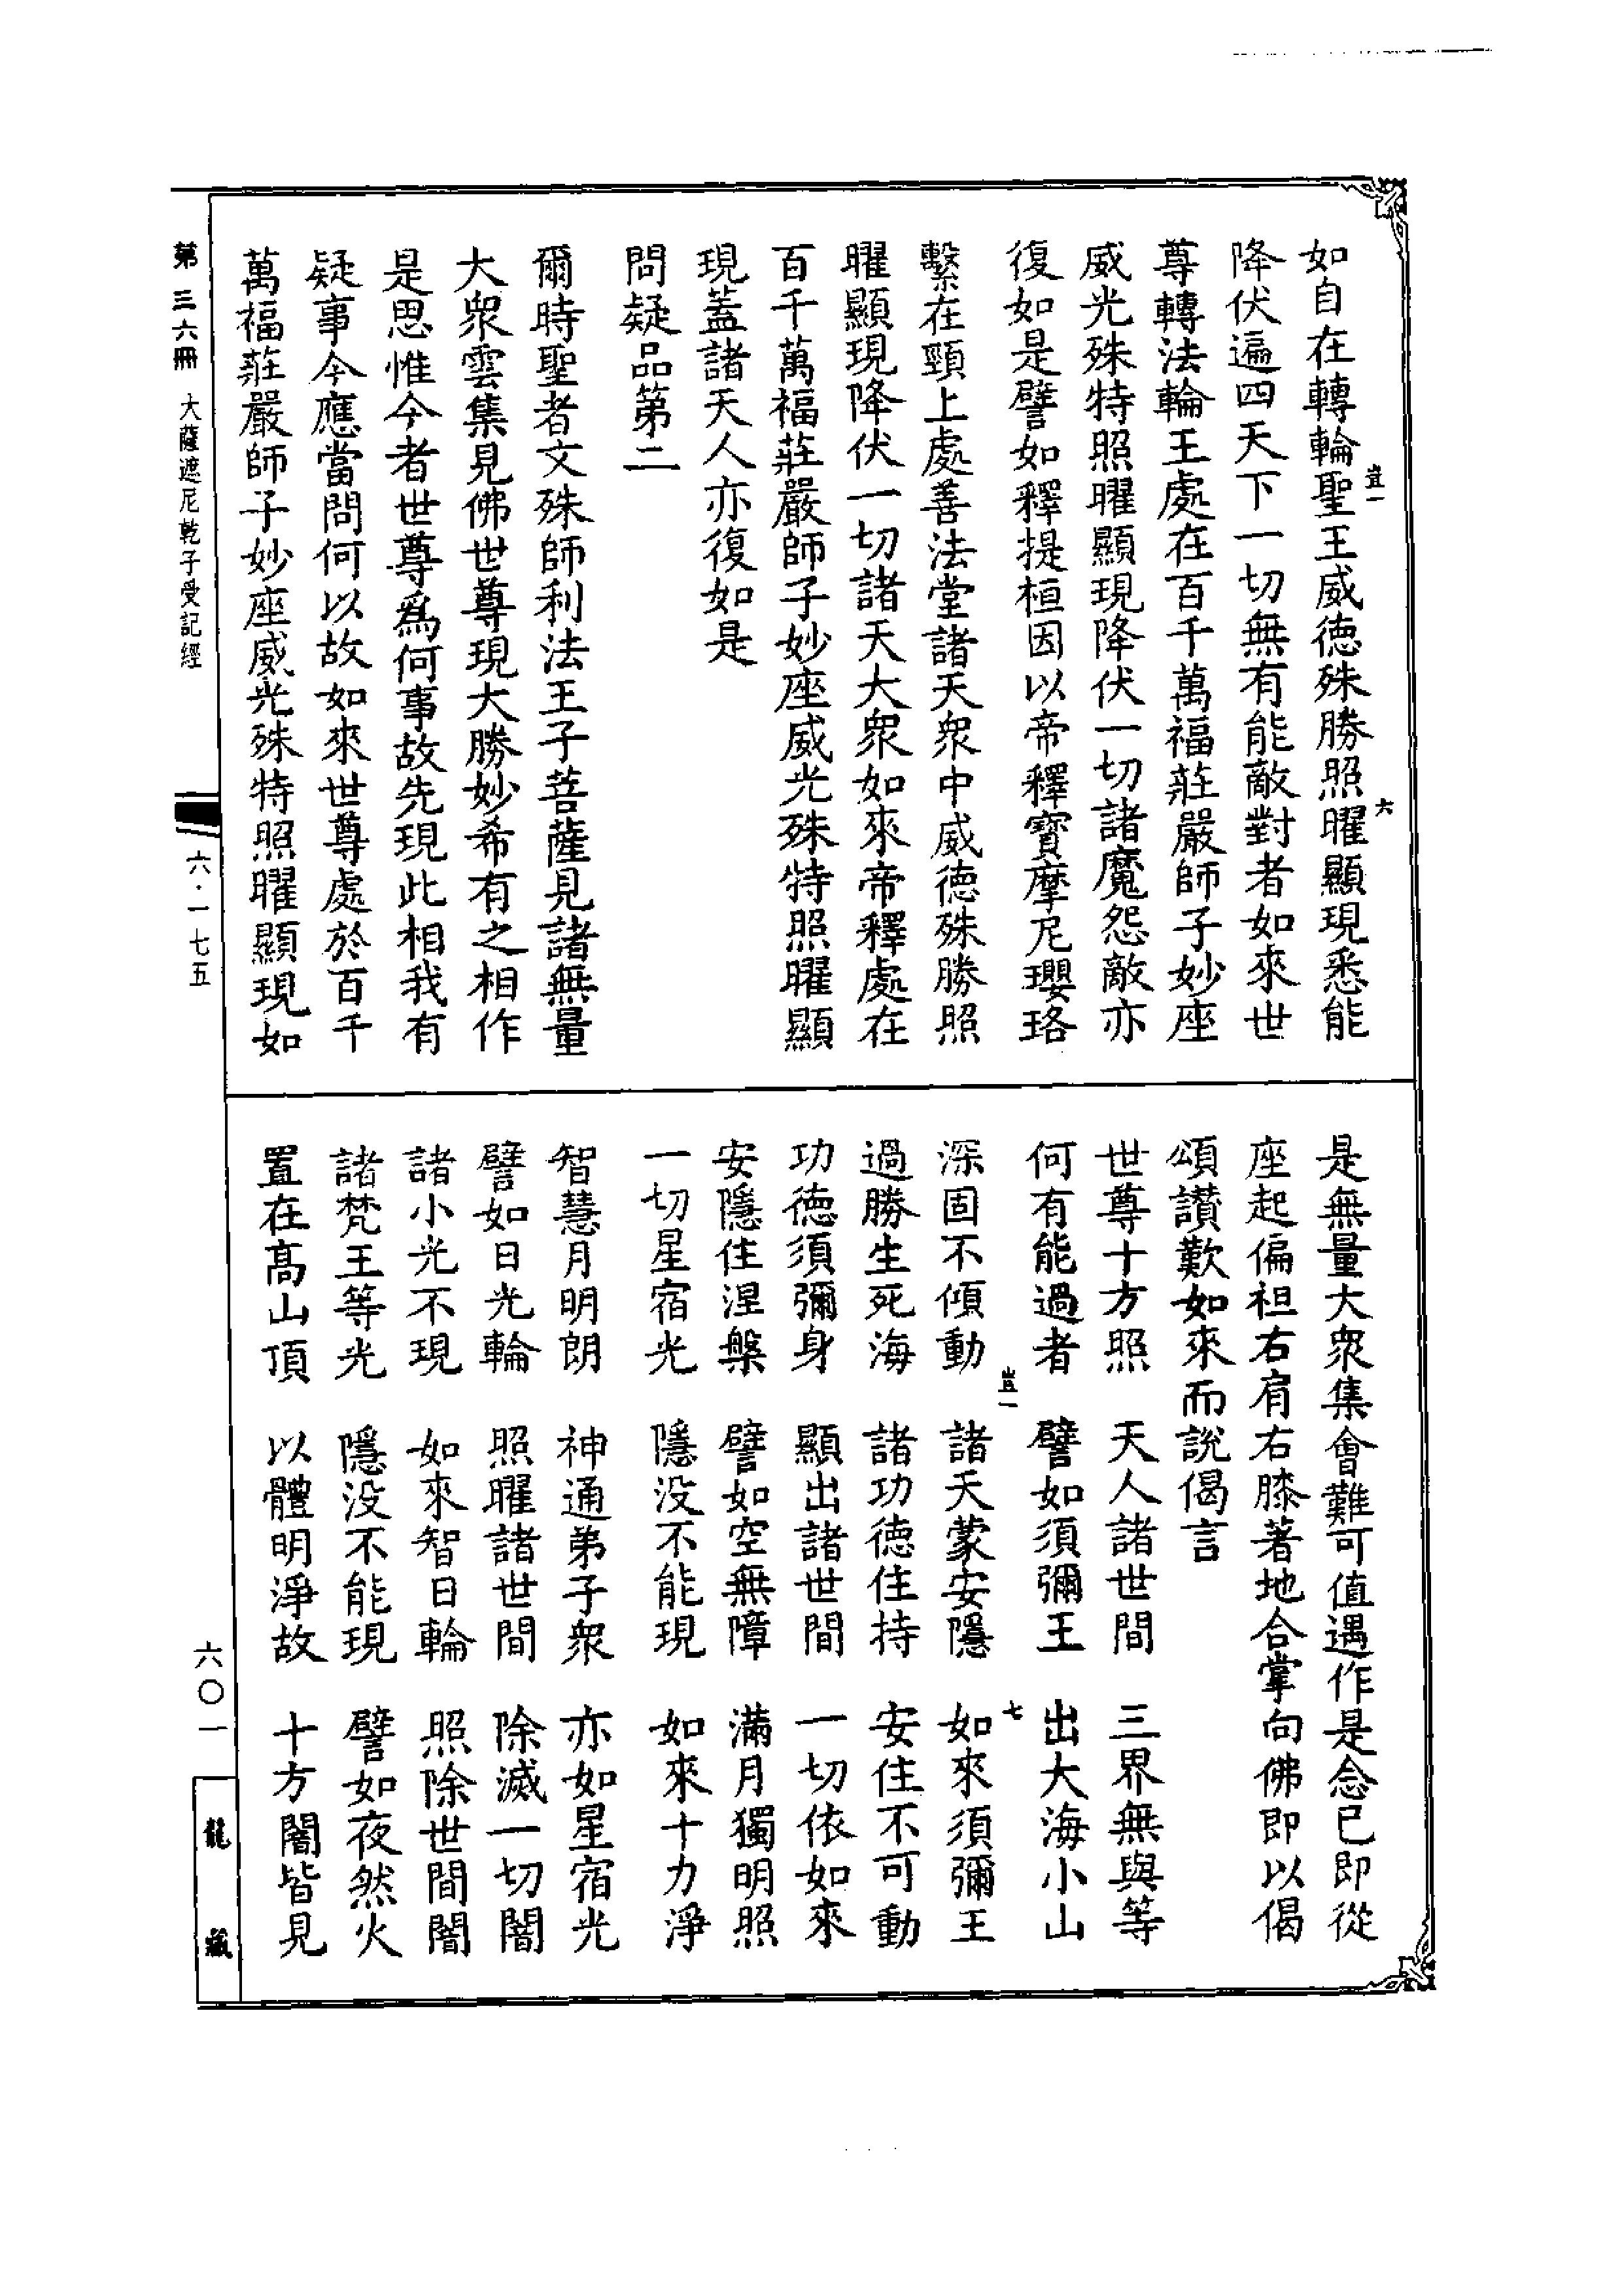 如自在轉輪聖王威德殊勝照曜顯現悉能
降伏遍四天下一切無有能敵對者如來世
尊轉法輪王處在百千萬福莊嚴師子妙座
威光殊特照曜顯現降伏一切諸魔怨敵亦
復如是譬如釋提桓因以帝釋寶摩尼瓔珞
繫在頸上處善法堂諸天衆中威德殊勝照
曜顯現降伏一切諸天大衆如來帝釋處在
百千萬福莊嚴師子妙座威光殊特照曜顯
現蓋諸天人亦復如是
問疑品第二
爾時聖者文殊師利法王子菩薩見諸無量
大衆雲集見佛世尊現大勝妙希有之相作
是思惟今者世尊爲何事故先現此相我有
疑事今應當問何以故如來世尊處於百千
萬福莊嚴師子妙座威光殊特照曜顯現如
是無量大衆集會難可值遇作是念已即從
座起偏袒右肩右膝著地合掌向佛即以偈
頌讃歎如來而說偈言
世尊十方照 天人諸世間 三界無與等
何有能過者 譬如須彌王 出大海小山
深固不傾動 諸天蒙安隱 如來須彌王
過勝生死海 諸功德住持 安住不可動
功德須彌身 顯出諸世間 一切依如來
安隱住涅槃 譬如空無障 滿月獨明照
一切星宿光 隱没不能現 如來十力淨
智慧月明朗 神通弟子衆 亦如星宿光
譬如日光輪 照曜諸世間 除滅一切闇
諸小光不現 如來智日輪 照除世間闇
諸梵王等光 隱没不能現 譬如夜然火
置在髙山頂 以體明淨故 十方闇皆見
豈一
六
豈一
七
第三六冊 大薩遮尼乾子受記經
六·一七五
六〇一
龍藏